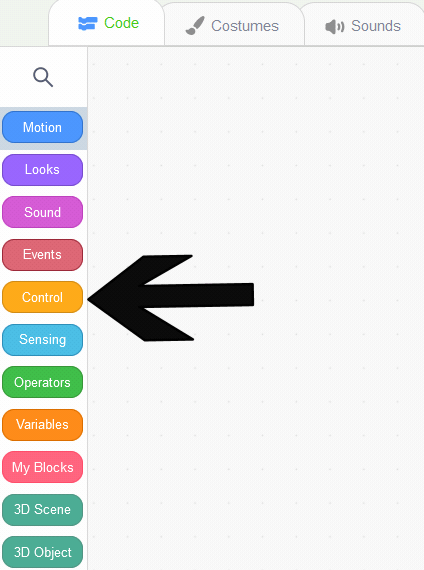 Code Costumes Sounds
Motion
Looks
Sound
Events
Control
Sensing
Operators
Variables
My Blocks
3D Scene
3D Object